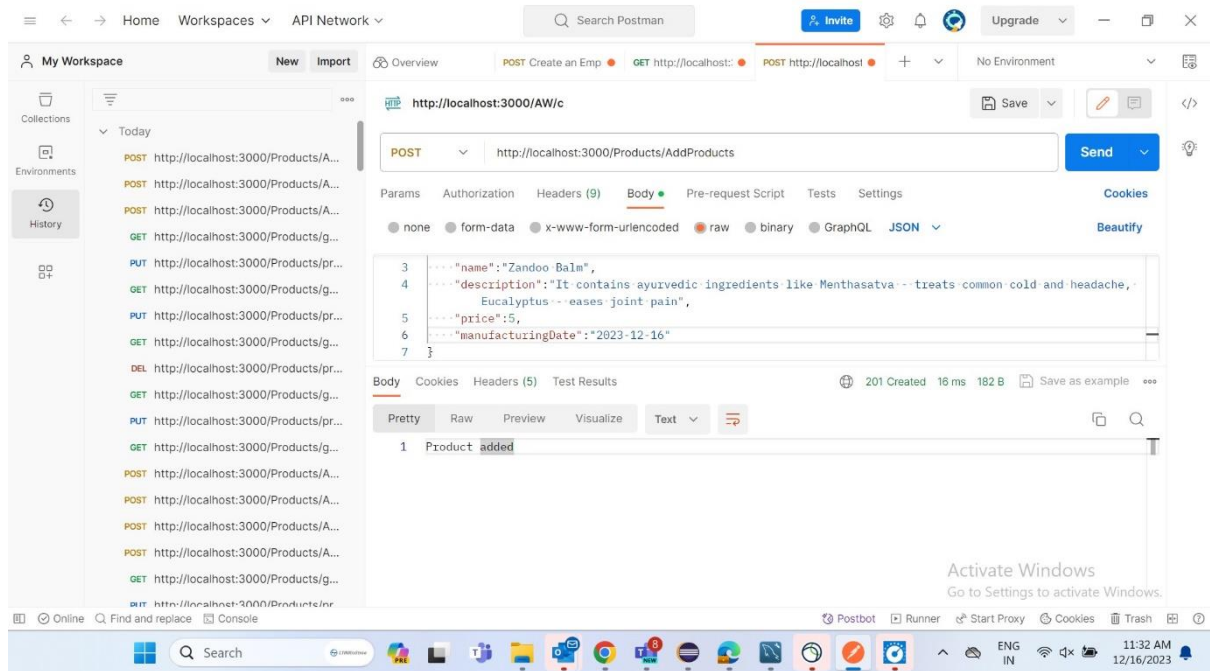 Home Workspaces API Network Search Postman Invite Upgrade
My Workspace New Import Overview POST Create an Emp GET http://localhost: POST http://localhost No Environment
Collections
Environments
History
Today
POST http://localhost:3000/Products/A...
POST http://localhost:3000/Products/A...
POST http://localhost:3000/Products/A...
GET http://localhost:3000/Products/g...
PUT http://localhost:3000/Products/pr...
GET http://localhost:3000/Products/g...
PUT http://localhost:3000/Products/pr...
GET http://localhost:3000/Products/g...
DEL http://localhost:3000/Products/pr...
GET http://localhost:3000/Products/g...
PUT http://localhost:3000/Products/pr...
GET http://localhost:3000/Products/g...
POST http://localhost:3000/Products/A...
POST http://localhost:3000/Products/A...
POST http://localhost:3000/Products/A...
POST http://localhost:3000/Products/A...
GET http://localhost:3000/Products/g...
PUT http://localhost:3000/Products/pr...
HTTP http://localhost:3000/AW/c Save
POST http://localhost:3000/Products/AddProducts Send
Params Authorization Headers (9) Body Pre-request Script Tests Settings Cookies
none form-data x-www-form-urlencoded raw binary GraphQL JSON Beautify
3 "name":"Zandoo Balm",
4 "description":"It contains ayurvedic ingredients like Menthasatva - treats common cold and headache,
Eucalyptus - eases joint pain",
5 "price":5,
6 "manufacturingDate":"2023-12-16"
7 }
Body Cookies Headers (5) Test Results 201 Created 16 ms 182 B Save as example
Pretty Raw Preview Visualize Text
1 Product added
Activate Windows
Go to Settings to activate Windows.
Online Find and replace Console Postbot Runner Start Proxy Cookies Trash
Search PRE NEW 8 ENG IN 11:32 AM
12/16/2023